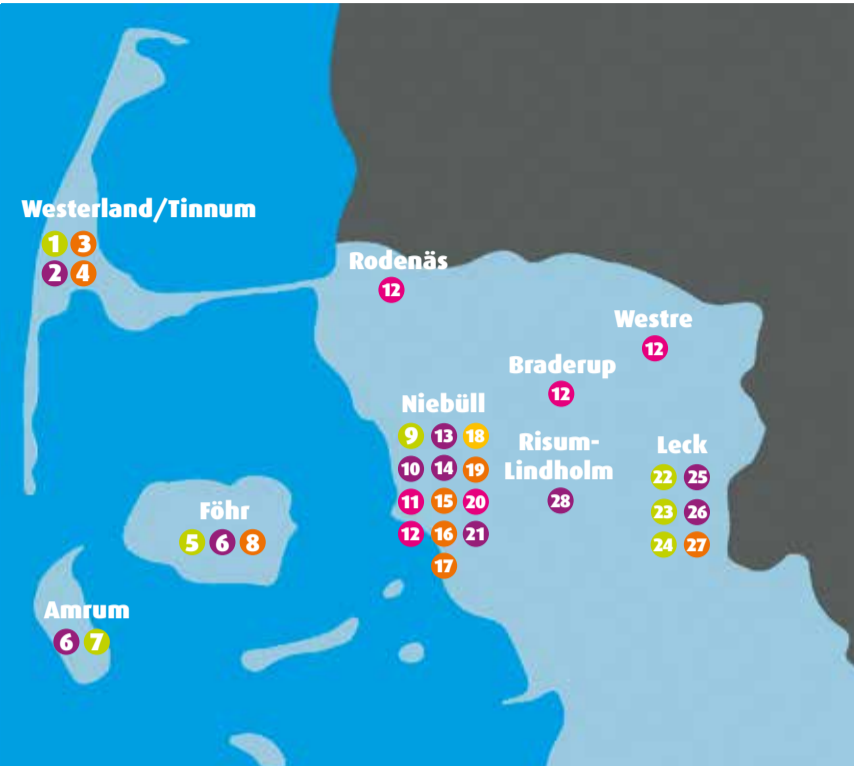 Westerland/Tinnum
1 3
2 4
Rodenäs
12
Westre
12
Braderup
12
Niebüll
9 13 18
10 14 19
11 15 20
12 16 21
17
Risum-
Lindholm
28
Leck
22 25
23 26
24 27
Föhr
5 6 8
Amrum
6 7